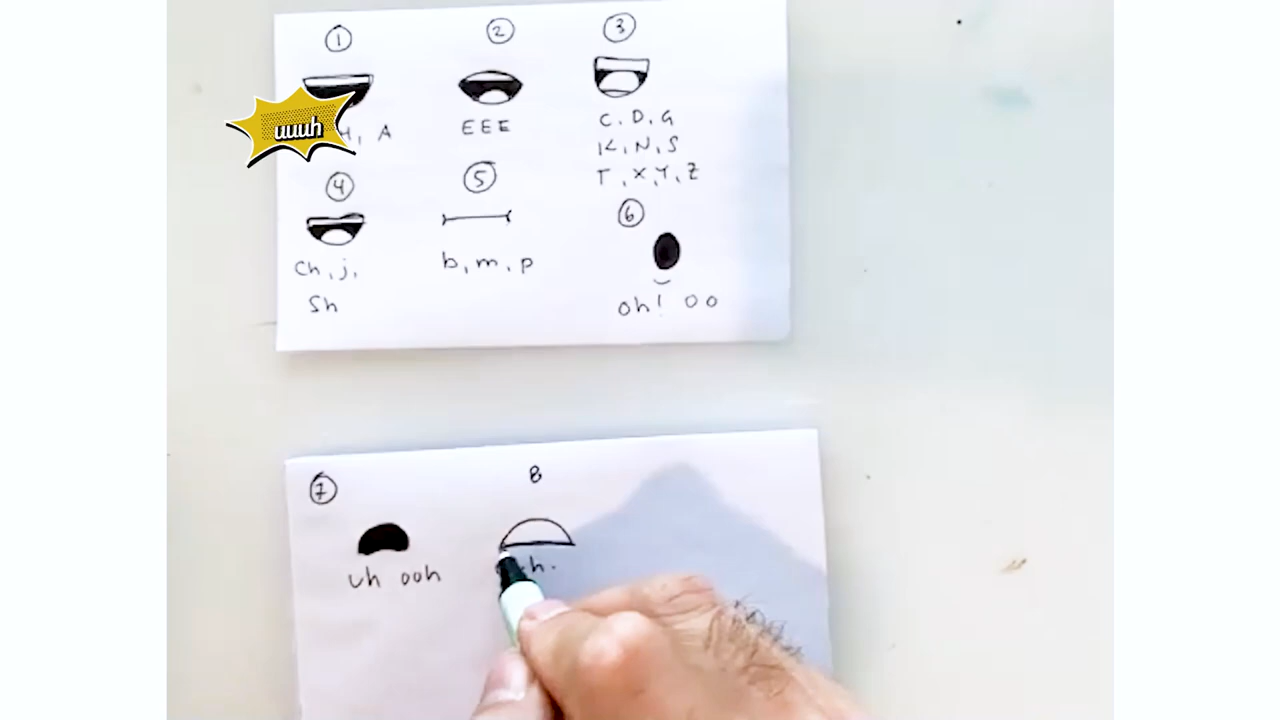 1
2
3
uuuh
A
EEE
C, D, G
K, N, S
T, X, Y, Z
4
5
6
Ch, j,
Sh
b, m, p
oh! oo
7
8
uh ooh